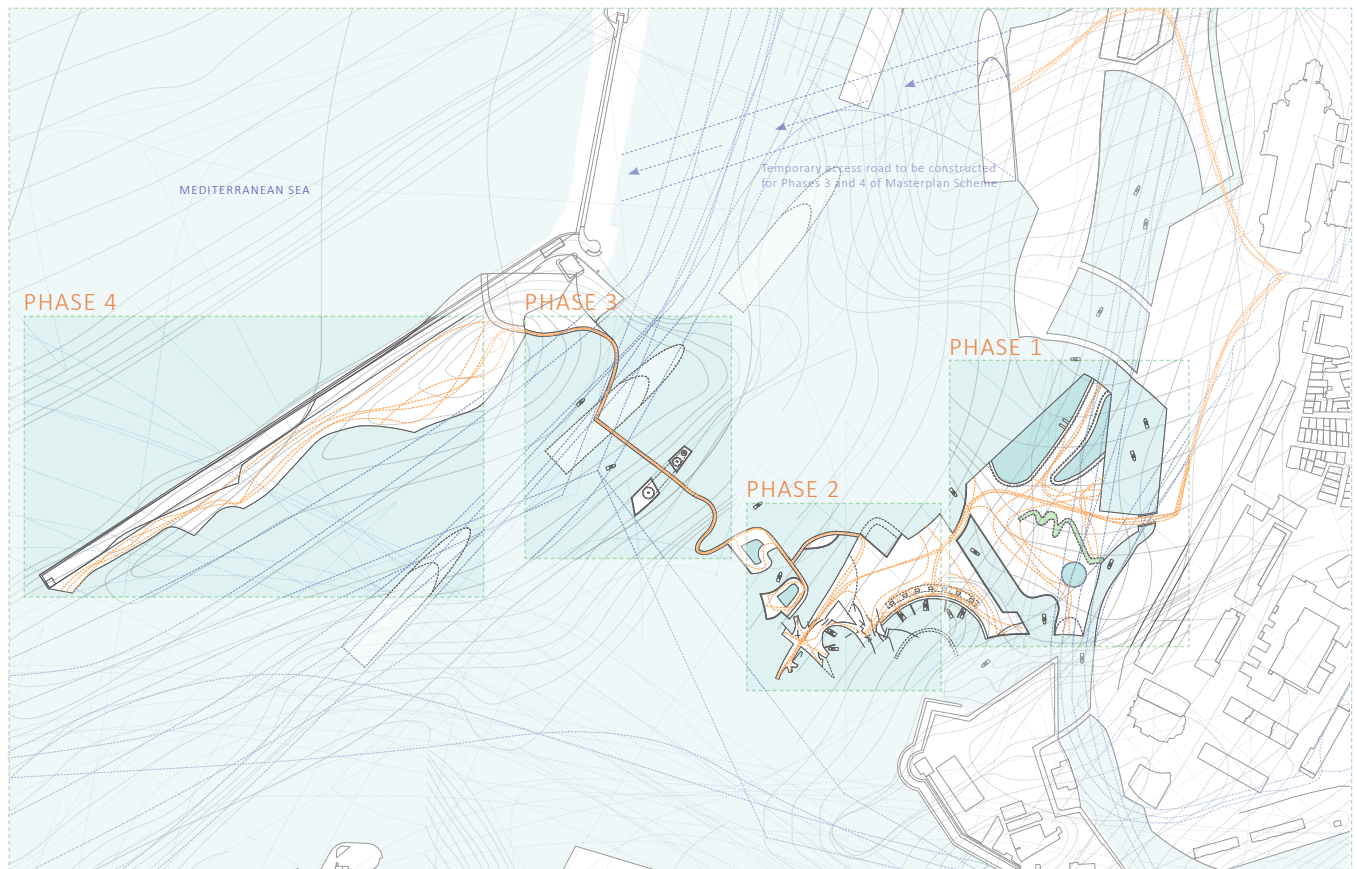 Temporary access road to be constructed
for Phases 3 and 4 of Masterplan Scheme
MEDITERRANEAN SEA
PHASE 4
PHASE 3
PHASE 1
PHASE 2